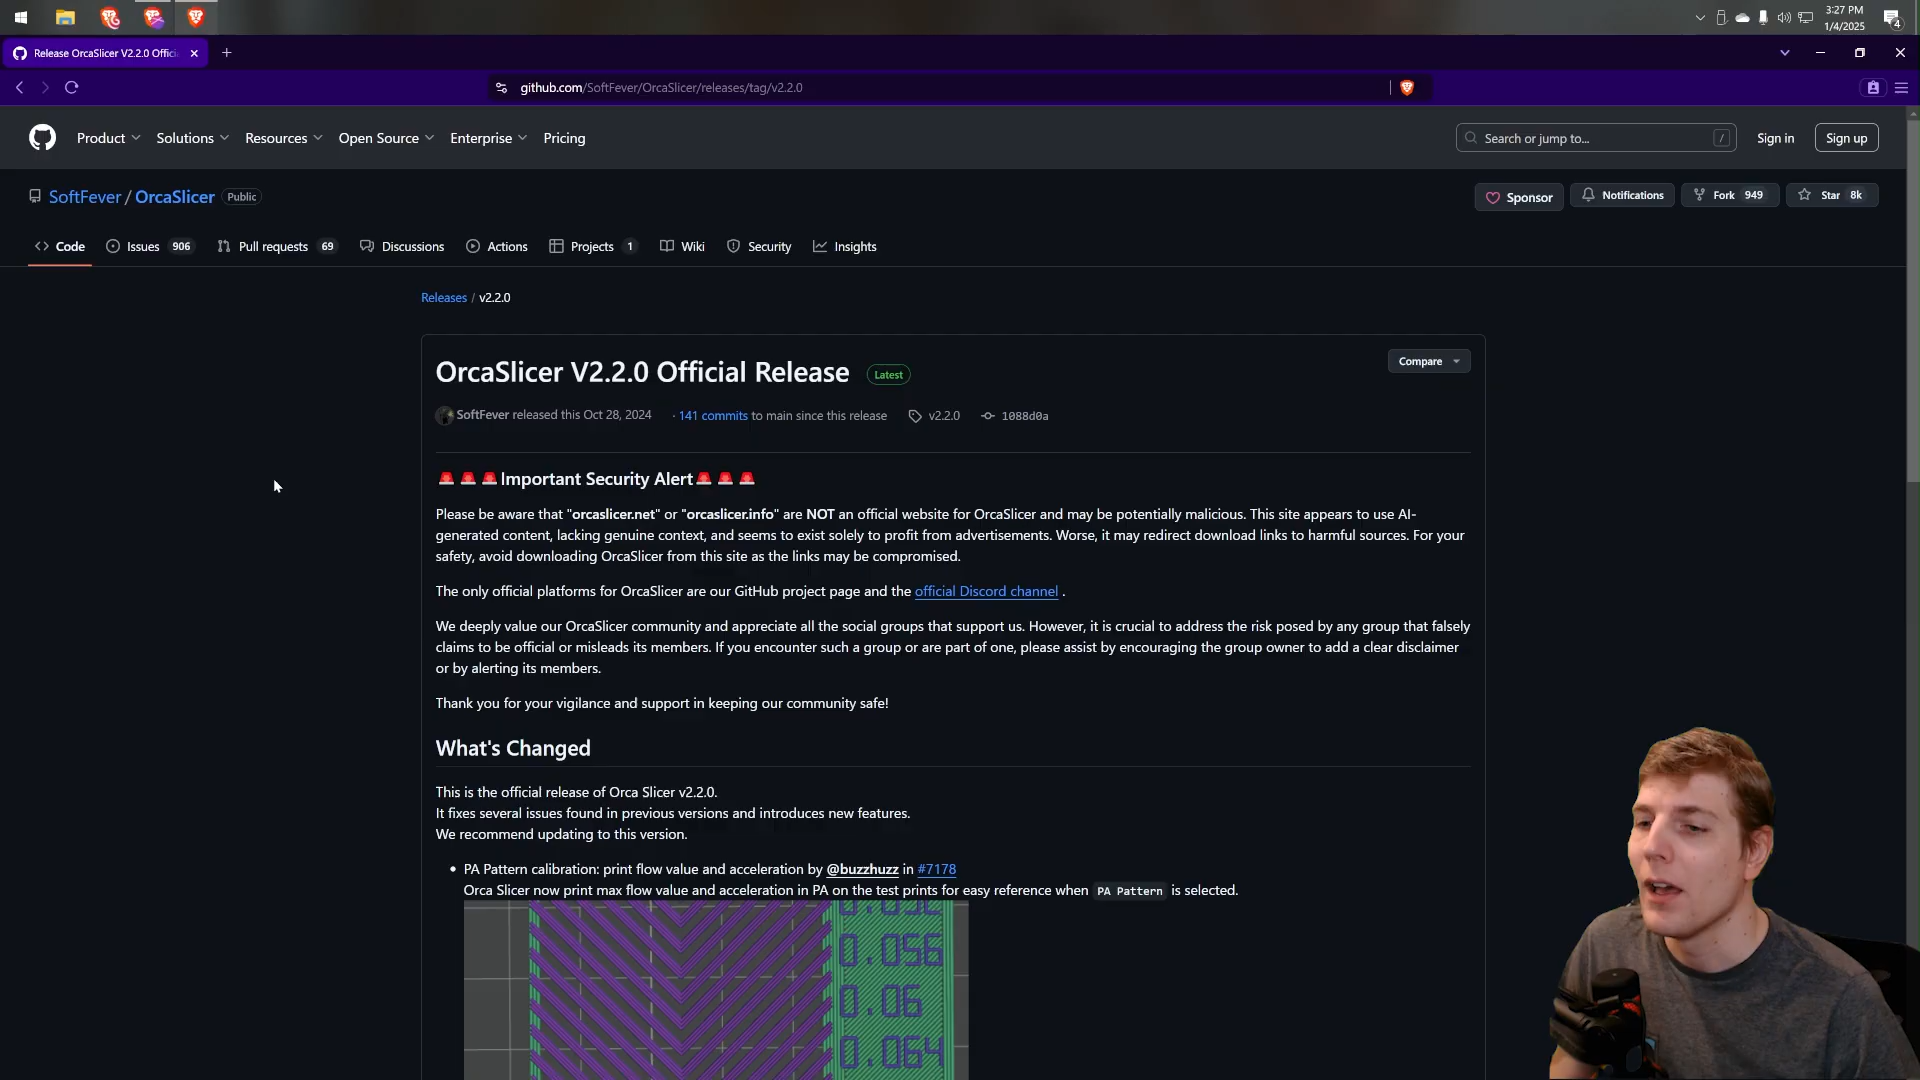 3:27 PM
1/4/2025
4
Release OrcaSlicer V2.2.0 Offici
github.com/SoftFever/OrcaSlicer/releases/tag/v2.2.0
Product Solutions Resources Open Source Enterprise Pricing
Search or jump to... /
Sign in
Sign up
SoftFever / OrcaSlicer Public
Sponsor
Notifications
Fork 949
Star 8k
Code
Issues 906
Pull requests 69
Discussions
Actions
Projects 1
Wiki
Security
Insights
Releases / v2.2.0
OrcaSlicer V2.2.0 Official Release Latest
Compare
SoftFever released this Oct 28, 2024 · 141 commits to main since this release v2.2.0 1088d0a
🚨🚨🚨Important Security Alert🚨🚨🚨
Please be aware that "orcaslicer.net" or "orcaslicer.info" are NOT an official website for OrcaSlicer and may be potentially malicious. This site appears to use AI-
generated content, lacking genuine context, and seems to exist solely to profit from advertisements. Worse, it may redirect download links to harmful sources. For your
safety, avoid downloading OrcaSlicer from this site as the links may be compromised.
The only official platforms for OrcaSlicer are our GitHub project page and the official Discord channel .
We deeply value our OrcaSlicer community and appreciate all the social groups that support us. However, it is crucial to address the risk posed by any group that falsely
claims to be official or misleads its members. If you encounter such a group or are part of one, please assist by encouraging the group owner to add a clear disclaimer
or by alerting its members.
Thank you for your vigilance and support in keeping our community safe!
What's Changed
This is the official release of Orca Slicer v2.2.0.
It fixes several issues found in previous versions and introduces new features.
We recommend updating to this version.
• PA Pattern calibration: print flow value and acceleration by @buzzhuzz in #7178
Orca Slicer now print max flow value and acceleration in PA on the test prints for easy reference when PA Pattern is selected.
0.056
0.06
0.064